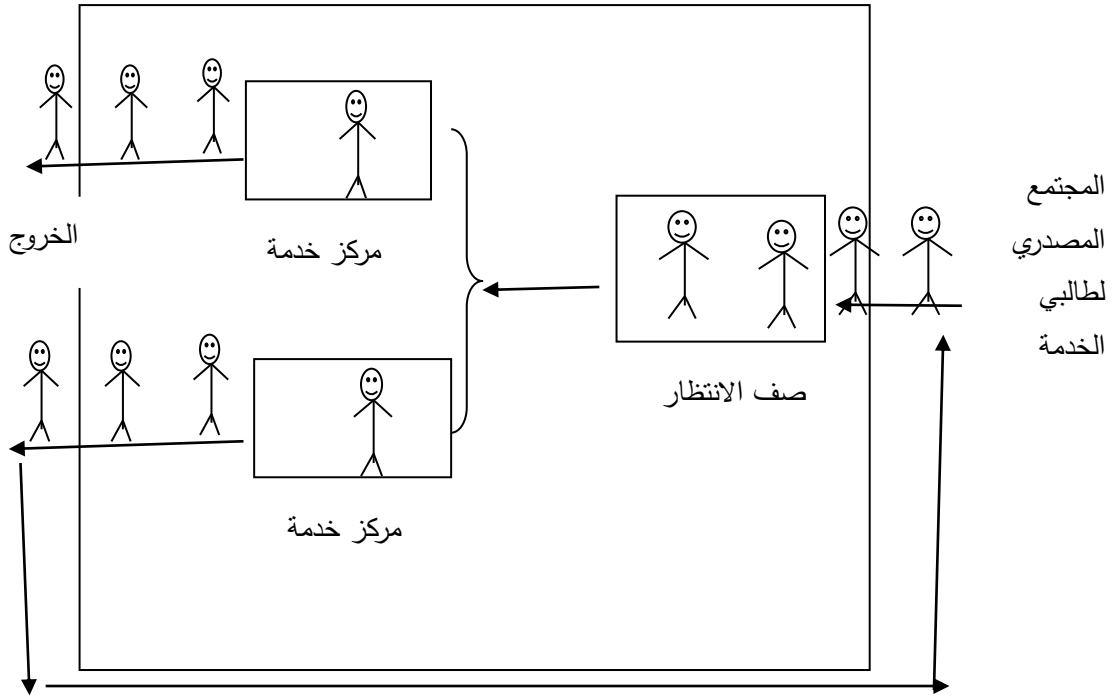 المجتمع
المصدري
لطالبي
الخدمة
صف الانتظار
مركز خدمة
مركز خدمة
الخروج